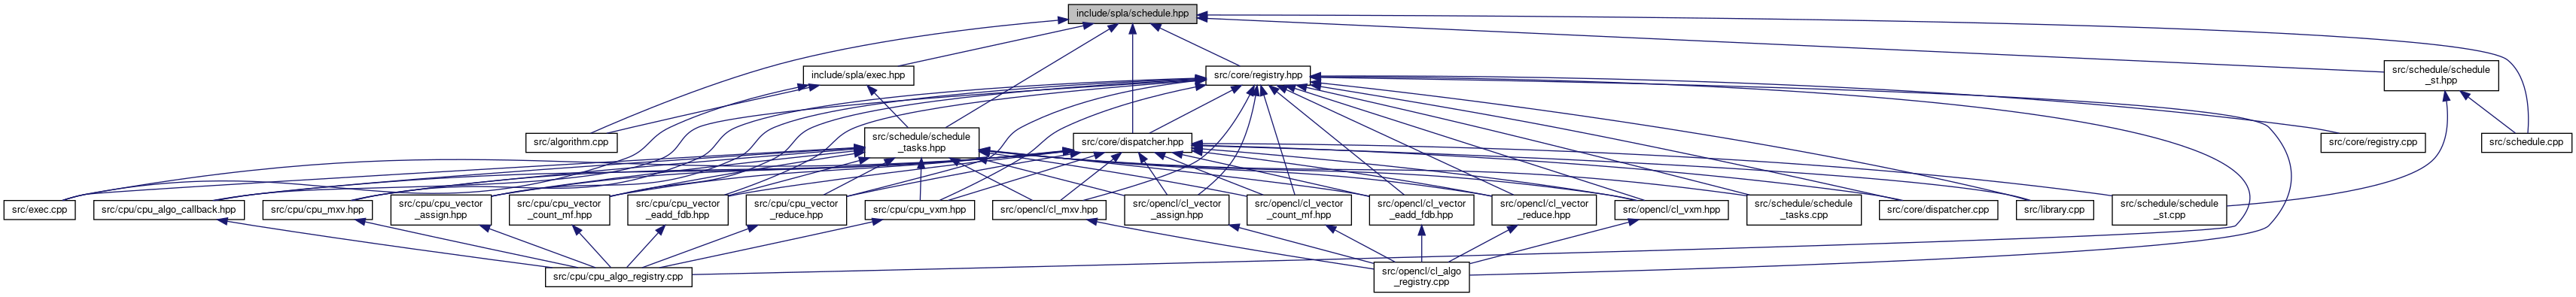 include/spla/schedule.hpp
include/spla/exec.hpp
src/core/registry.hpp
src/schedule/schedule
_st.hpp
src/algorithm.cpp
src/schedule/schedule
_tasks.hpp
src/core/dispatcher.hpp
src/core/registry.cpp
src/schedule.cpp
src/exec.cpp
src/cpu/cpu_algo_callback.hpp
src/cpu/cpu_mxv.hpp
src/cpu/cpu_vector
_assign.hpp
src/cpu/cpu_vector
_count_mf.hpp
src/cpu/cpu_vector
_eadd_fdb.hpp
src/cpu/cpu_vector
_reduce.hpp
src/cpu/cpu_vxm.hpp
src/opencl/cl_mxv.hpp
src/opencl/cl_vector
_assign.hpp
src/opencl/cl_vector
_count_mf.hpp
src/opencl/cl_vector
_eadd_fdb.hpp
src/opencl/cl_vector
_reduce.hpp
src/opencl/cl_vxm.hpp
src/schedule/schedule
_tasks.cpp
src/core/dispatcher.cpp
src/library.cpp
src/schedule/schedule
_st.cpp
src/cpu/cpu_algo_registry.cpp
src/opencl/cl_algo
_registry.cpp